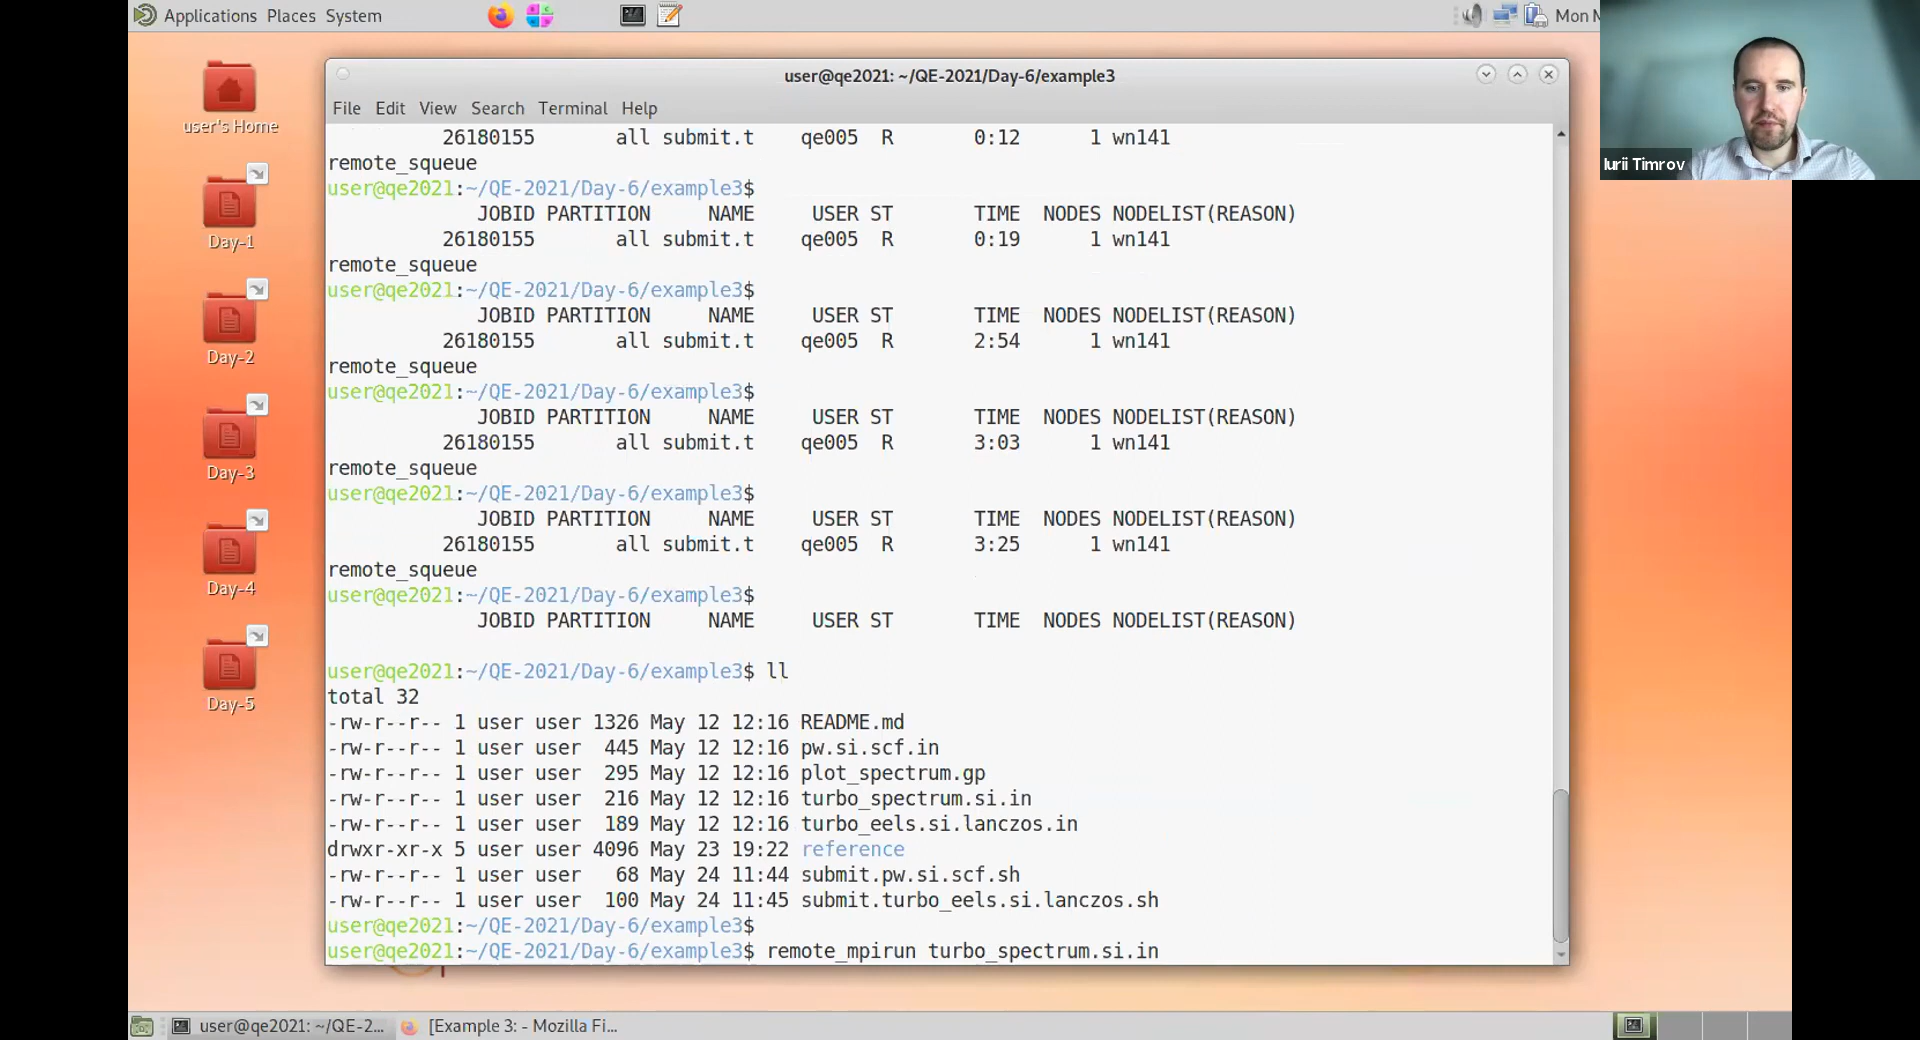 Applications Places System
Mon M
user@qe2021: ~/QE-2021/Day-6/example3
Iurii Timrov
File Edit View Search Terminal Help
user's Home
Day-1
Day-2
Day-3
Day-4
Day-5
26180155 all submit.t qe005 R 0:12 1 wn141
remote_squeue
user@qe2021:~/QE-2021/Day-6/example3$
JOBID PARTITION NAME USER ST TIME NODES NODELIST(REASON)
26180155 all submit.t qe005 R 0:19 1 wn141
remote_squeue
user@qe2021:~/QE-2021/Day-6/example3$
JOBID PARTITION NAME USER ST TIME NODES NODELIST(REASON)
26180155 all submit.t qe005 R 2:54 1 wn141
remote_squeue
user@qe2021:~/QE-2021/Day-6/example3$
JOBID PARTITION NAME USER ST TIME NODES NODELIST(REASON)
26180155 all submit.t qe005 R 3:03 1 wn141
remote_squeue
user@qe2021:~/QE-2021/Day-6/example3$
JOBID PARTITION NAME USER ST TIME NODES NODELIST(REASON)
26180155 all submit.t qe005 R 3:25 1 wn141
remote_squeue
user@qe2021:~/QE-2021/Day-6/example3$
JOBID PARTITION NAME USER ST TIME NODES NODELIST(REASON)
user@qe2021:~/QE-2021/Day-6/example3$ ll
total 32
-rw-r--r-- 1 user user 1326 May 12 12:16 README.md
-rw-r--r-- 1 user user 445 May 12 12:16 pw.si.scf.in
-rw-r--r-- 1 user user 295 May 12 12:16 plot_spectrum.gp
-rw-r--r-- 1 user user 216 May 12 12:16 turbo_spectrum.si.in
-rw-r--r-- 1 user user 189 May 12 12:16 turbo_eels.si.lanczos.in
drwxr-xr-x 5 user user 4096 May 23 19:22 reference
-rw-r--r-- 1 user user 68 May 24 11:44 submit.pw.si.scf.sh
-rw-r--r-- 1 user user 100 May 24 11:45 submit.turbo_eels.si.lanczos.sh
user@qe2021:~/QE-2021/Day-6/example3$
user@qe2021:~/QE-2021/Day-6/example3$ remote_mpirun turbo_spectrum.si.in
user@qe2021: ~/QE-2...
[Example 3: - Mozilla Fi...